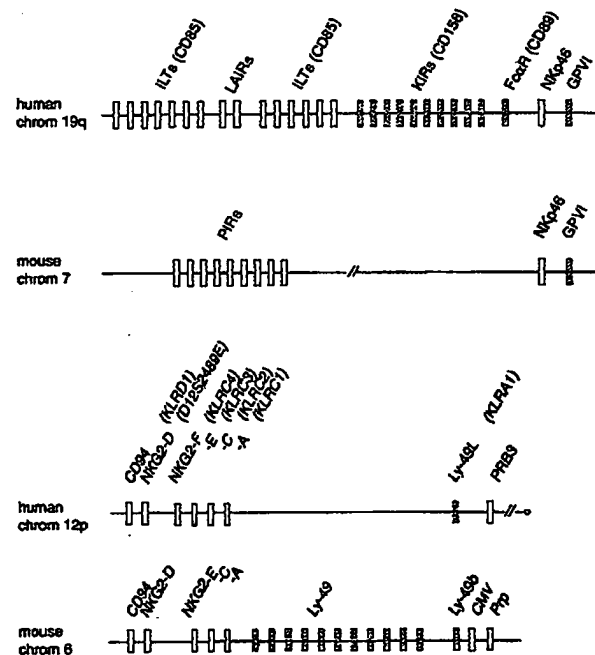 ILTs (CD85)
LAIRs
ILTs (CD85)
KIRs (CD158)
FcαR (CD89)
NKp46
GPVI
human
chrom 19q
PIRs
NKp46
GPVI
mouse
chrom 7
(KLRD1)
(D12S2489E)
(KLRC4)
(KLRC3)
(KLRC2)
(KLRC1)
(KLRA1)
CD94
NKG2-D
NKG2-F
-E
-C
-A
Ly-49L
PRB3
human
chrom 12p
CD94
NKG2-D
NKG2-E
-C
-A
Ly-49
Ly-49b
CMV
Prp
mouse
chrom 6